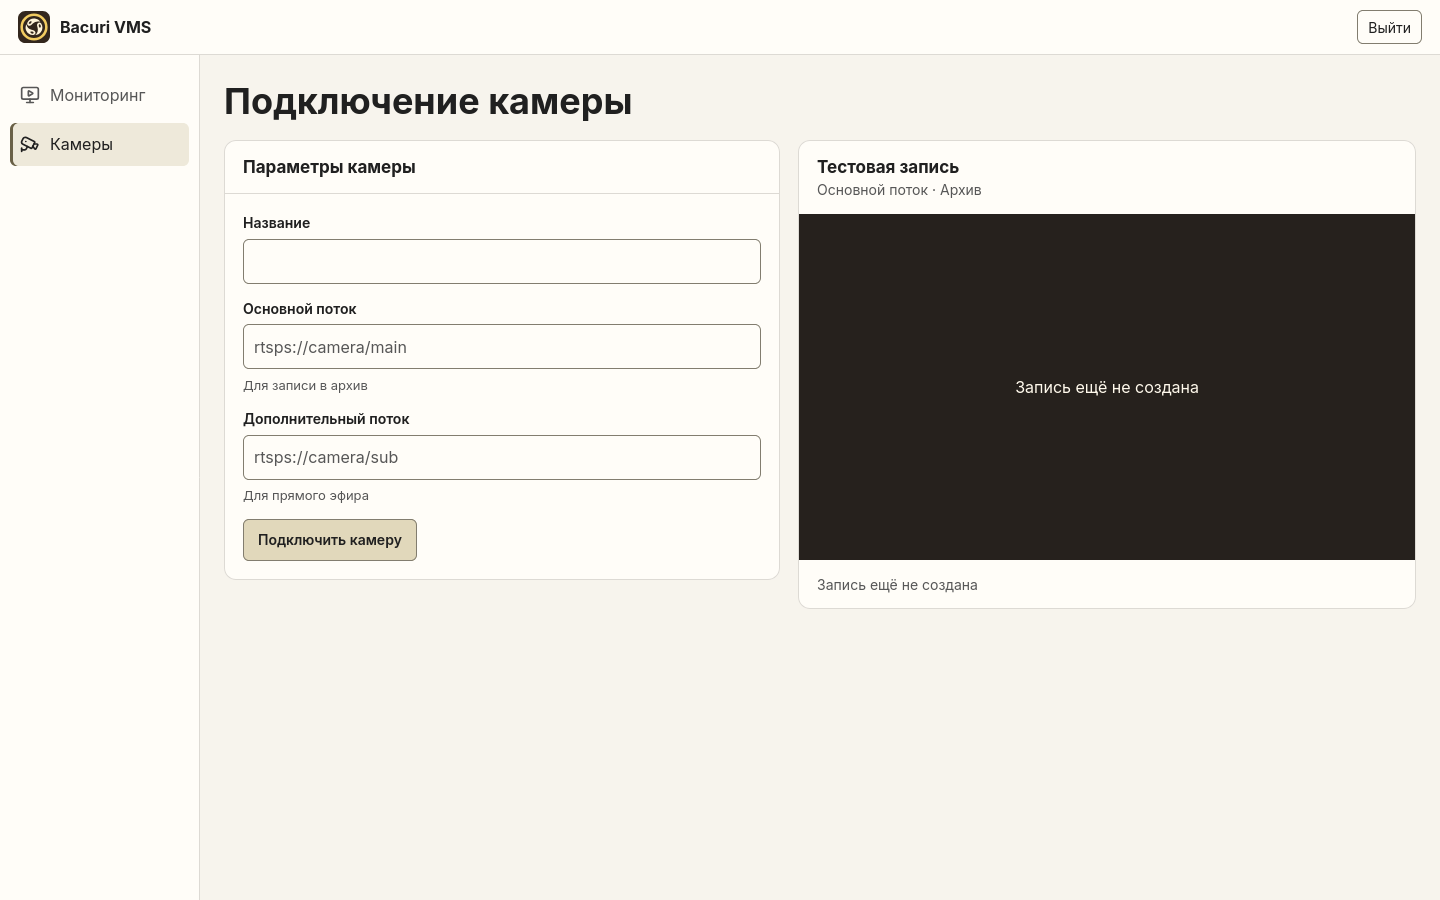 Bacuri VMS
Выйти
Мониторинг
Камеры
Подключение камеры
Параметры камеры
Название
Основной поток
rtsps://camera/main
Для записи в архив
Дополнительный поток
rtsps://camera/sub
Для прямого эфира
Подключить камеру
Тестовая запись
Основной поток · Архив
Запись ещё не создана
Запись ещё не создана